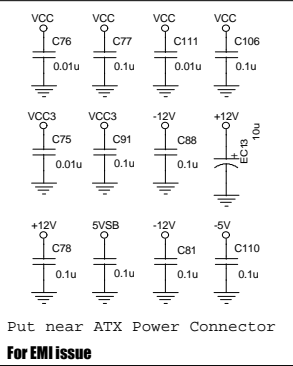 VCC VCC VCC VCC
C76 C77 C111 C106
0.01u 0.1u 0.01u 0.1u
VCC3 VCC3 -12V +12V
C75 C91 C88 EC13
0.01u 0.1u 0.1u 10u
+
+12V 5VSB -12V -5V
C78 C81 C110
0.1u 0.1u 0.1u 0.1u
Put near ATX Power Connector
For EMI issue